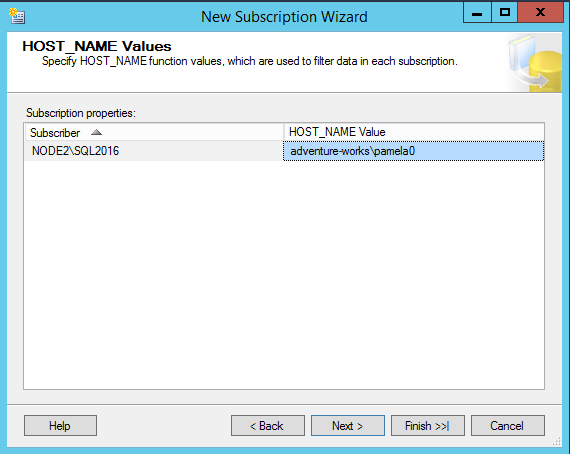 New Subscription Wizard
HOST_NAME Values
Specify HOST_NAME function values, which are used to filter data in each subscription.
Subscription properties:
Subscriber HOST_NAME Value
NODE2\SQL2016 adventure-works\pamela0
Help < Back Next > Finish >>| Cancel